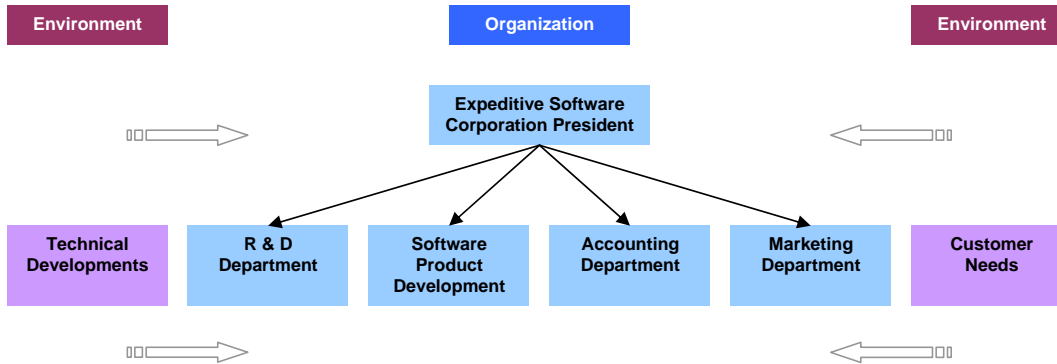 Environment
Organization
Environment
Expeditive Software
Corporation President
Technical
Developments
R & D
Department
Software
Product
Development
Accounting
Department
Marketing
Department
Customer
Needs